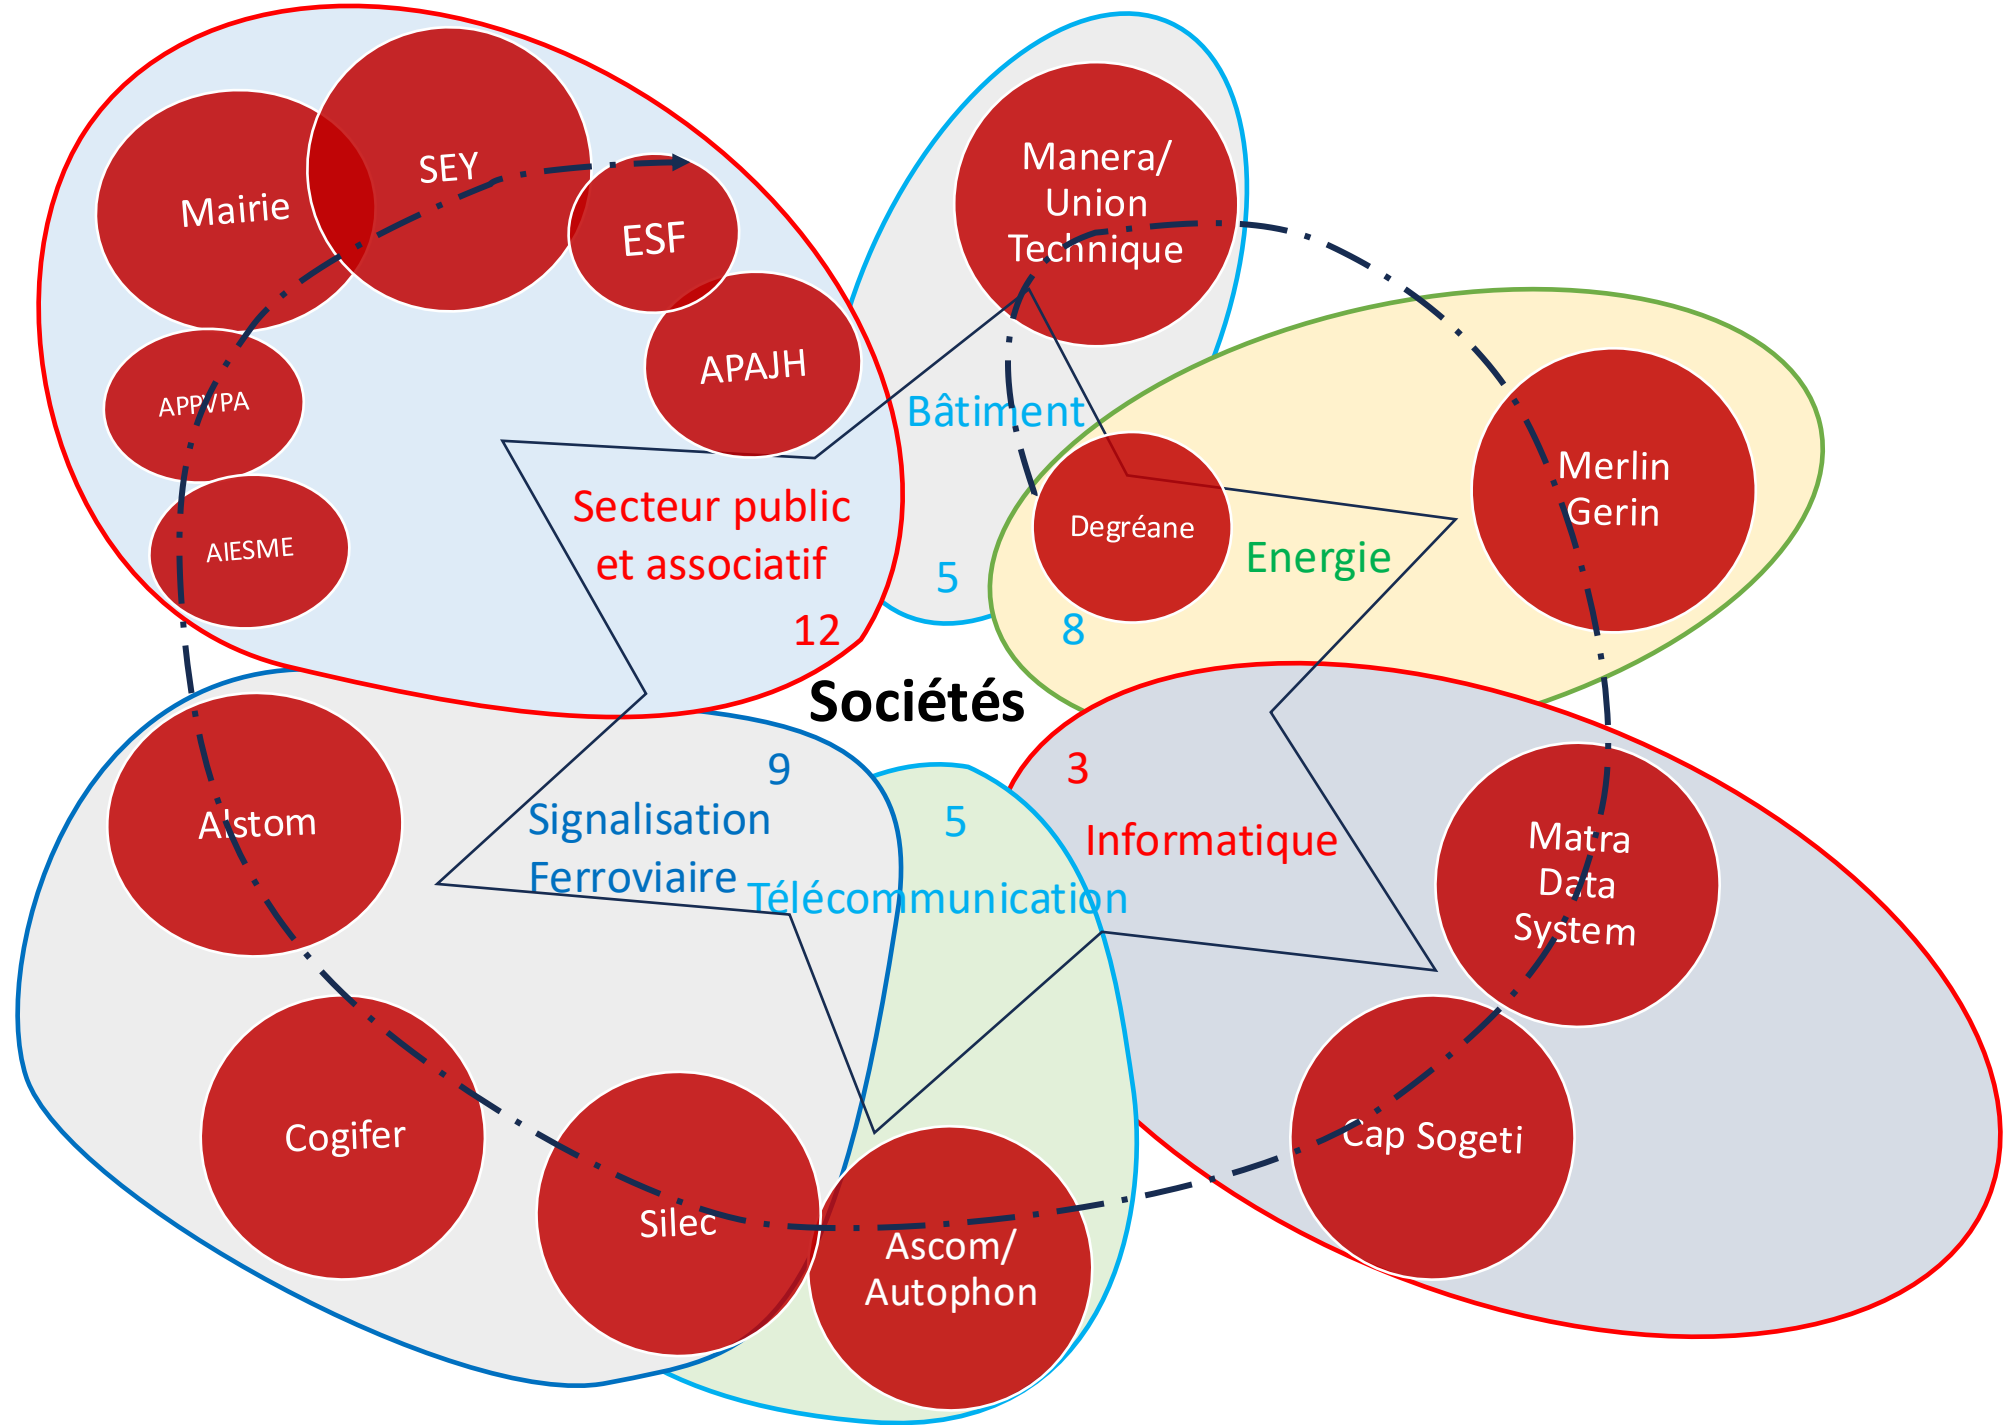 Mairie
SEY
ESF
APAJH
APPVPA
AIESME
Secteur public
et associatif
12
Manera/
Union
Technique
Bâtiment
5
Degréane
Energie
8
Merlin
Gerin
Sociétés
Alstom
9
Signalisation
Ferroviaire
Cogifer
Silec
5
Télécommunication
Ascom/
Autophon
3
Informatique
Matra
Data
System
Cap Sogeti